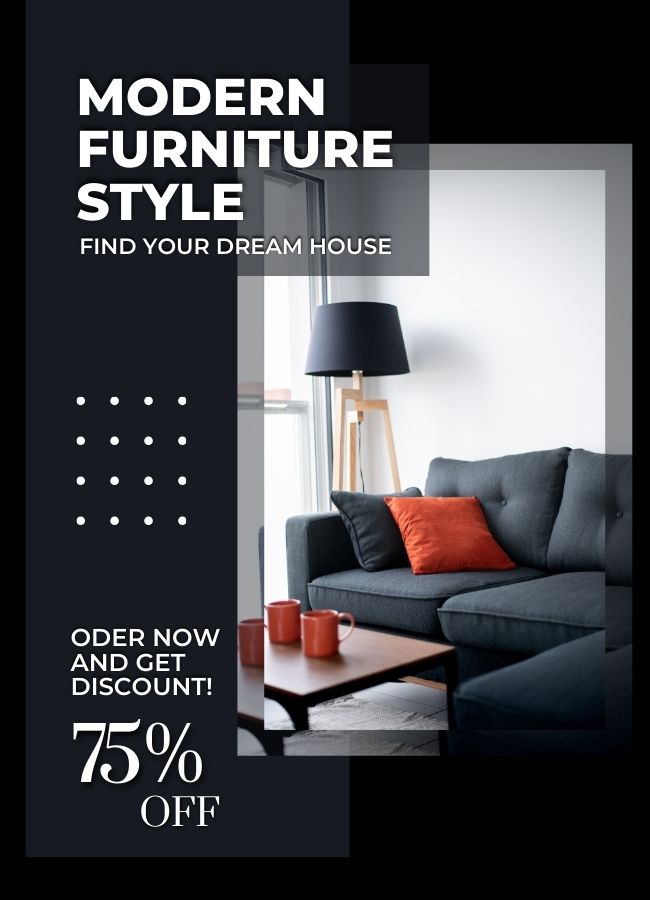 MODERN
FURNITURE
STYLE
FIND YOUR DREAM HOUSE
ODER NOW
AND GET
DISCOUNT!
75%
OFF